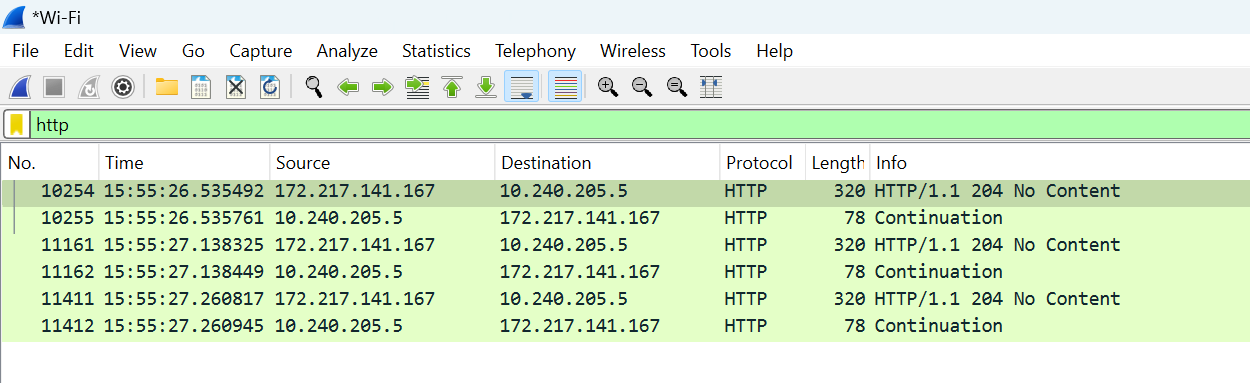 *Wi-Fi
File Edit View Go Capture Analyze Statistics Telephony Wireless Tools Help
http
No. Time Source Destination Protocol Length Info
10254 15:55:26.535492 172.217.141.167 10.240.205.5 HTTP 320 HTTP/1.1 204 No Content
10255 15:55:26.535761 10.240.205.5 172.217.141.167 HTTP 78 Continuation
11161 15:55:27.138325 172.217.141.167 10.240.205.5 HTTP 320 HTTP/1.1 204 No Content
11162 15:55:27.138449 10.240.205.5 172.217.141.167 HTTP 78 Continuation
11411 15:55:27.260817 172.217.141.167 10.240.205.5 HTTP 320 HTTP/1.1 204 No Content
11412 15:55:27.260945 10.240.205.5 172.217.141.167 HTTP 78 Continuation